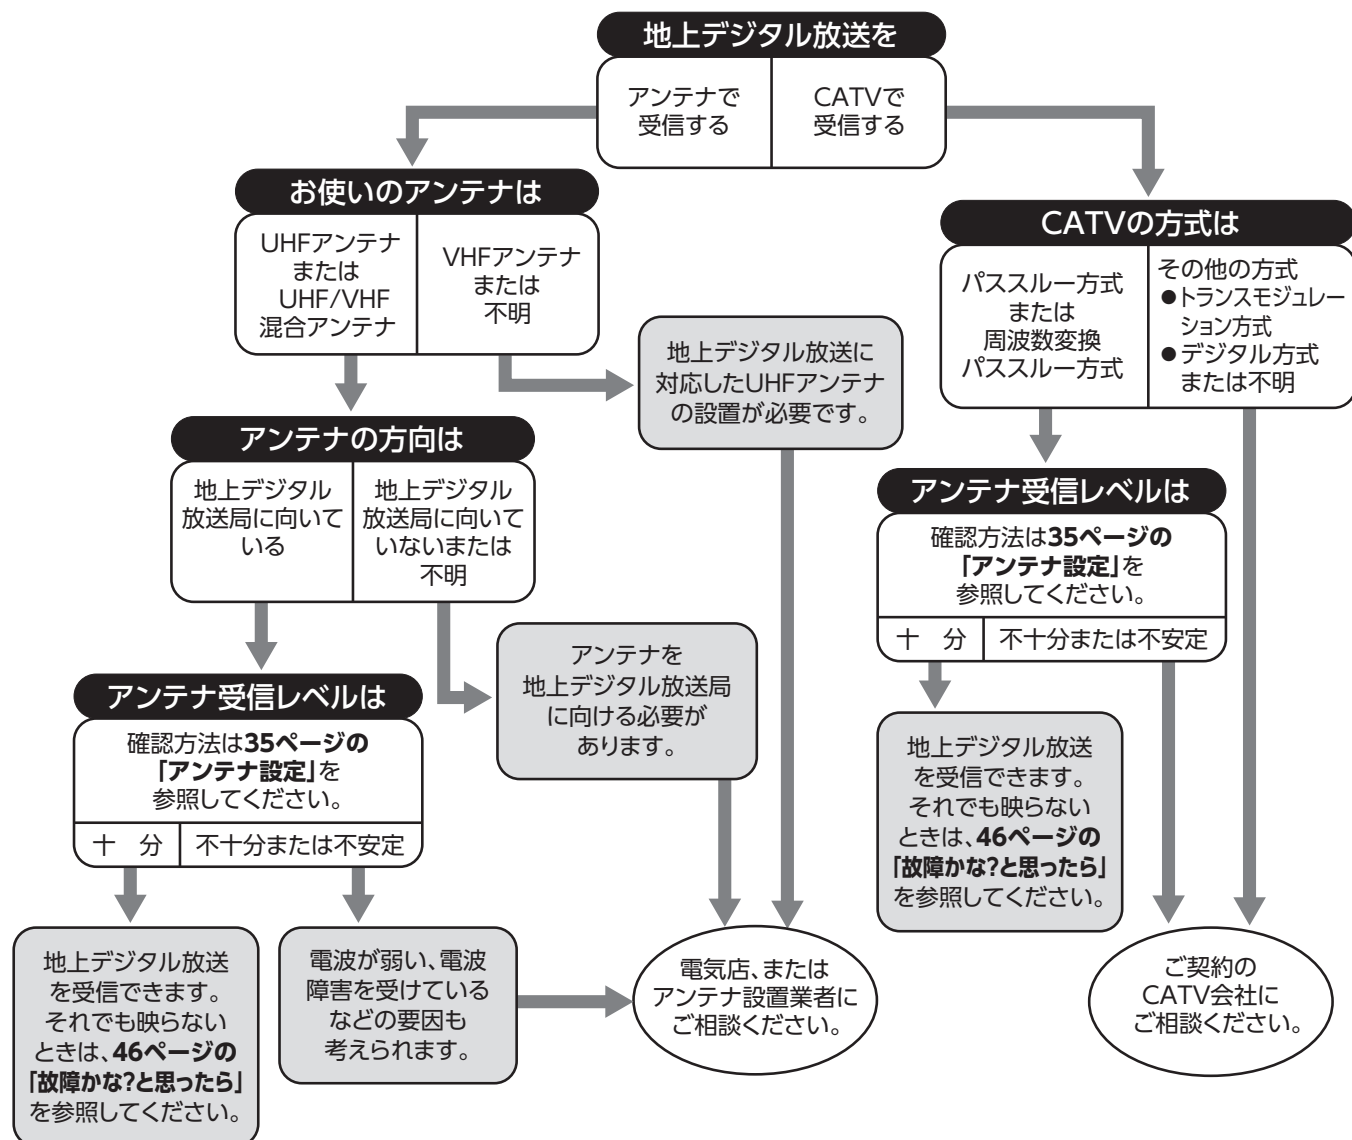 地上デジタル放送を
アンテナで
受信する
CATVで
受信する
お使いのアンテナは
UHFアンテナ
または
UHF/VHF
混合アンテナ
VHFアンテナ
または
不明
CATVの方式は
パススルー方式
または
周波数変換
パススルー方式
その他の方式
●トランスモジュレー
ション方式
●デジタル方式
または不明
地上デジタル放送に
対応したUHFアンテナ
の設置が必要です。
アンテナの方向は
地上デジタル
放送局に向いて
いる
地上デジタル
放送局に向いて
いないまたは
不明
アンテナ受信レベルは
確認方法は35ページの
「アンテナ設定」を
参照してください。
十　分
不十分または不安定
アンテナを
地上デジタル放送局
に向ける必要が
あります。
アンテナ受信レベルは
確認方法は35ページの
「アンテナ設定」を
参照してください。
十　分
不十分または不安定
地上デジタル放送
を受信できます。
それでも映らない
ときは、46ページの
「故障かな?と思ったら」
を参照してください。
地上デジタル放送
を受信できます。
それでも映らない
ときは、46ページの
「故障かな?と思ったら」
を参照してください。
電波が弱い、電波
障害を受けている
などの要因も
考えられます。
電気店、または
アンテナ設置業者に
ご相談ください。
ご契約の
CATV会社に
ご相談ください。